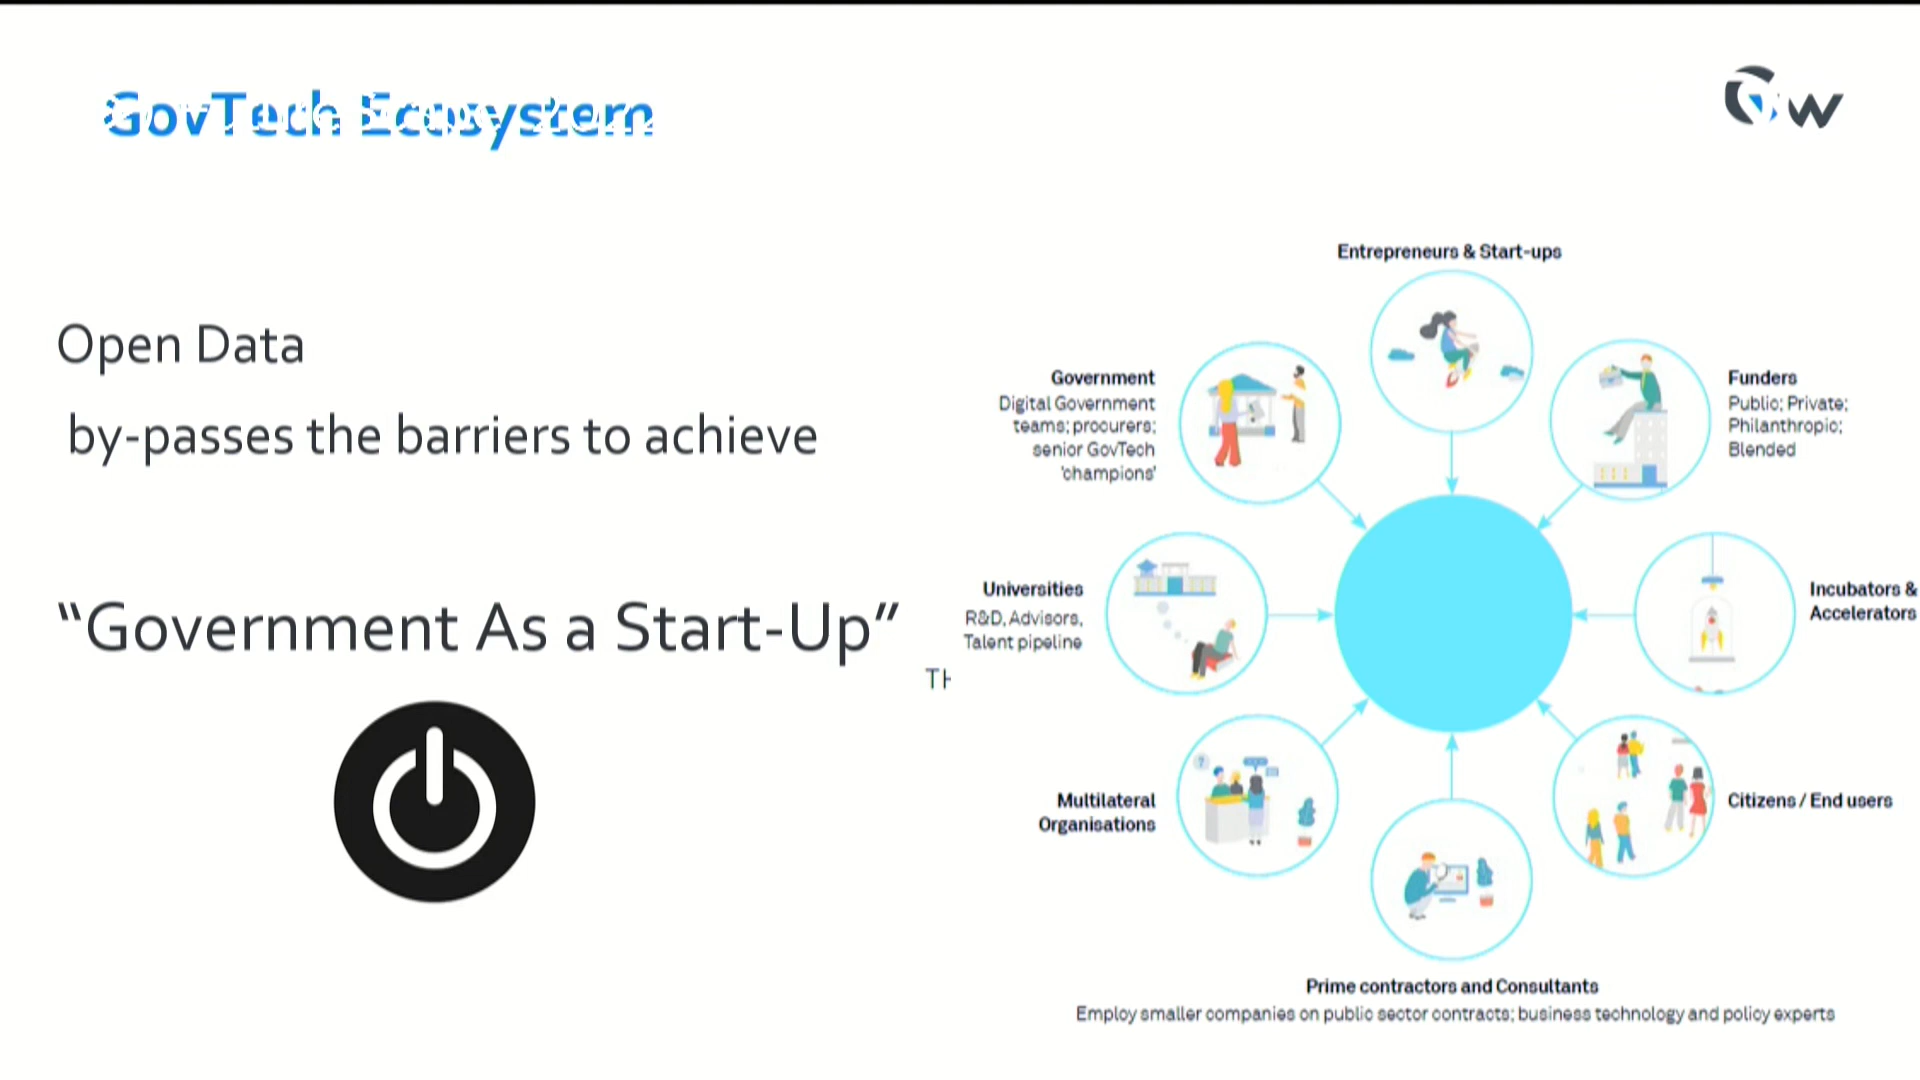 GovTech Ecosystem
Open Data
by-passes the barriers to achieve
“Government As a Start-Up”
Entrepreneurs & Start-ups
Government
Digital Government
teams; procurers;
senior GovTech
'champions'
Funders
Public; Private;
Philanthropic;
Blended
Universities
R&D, Advisors,
Talent pipeline
Incubators &
Accelerators
Multilateral
Organisations
Citizens / End users
Prime contractors and Consultants
Employ smaller companies on public sector contracts; business technology and policy experts